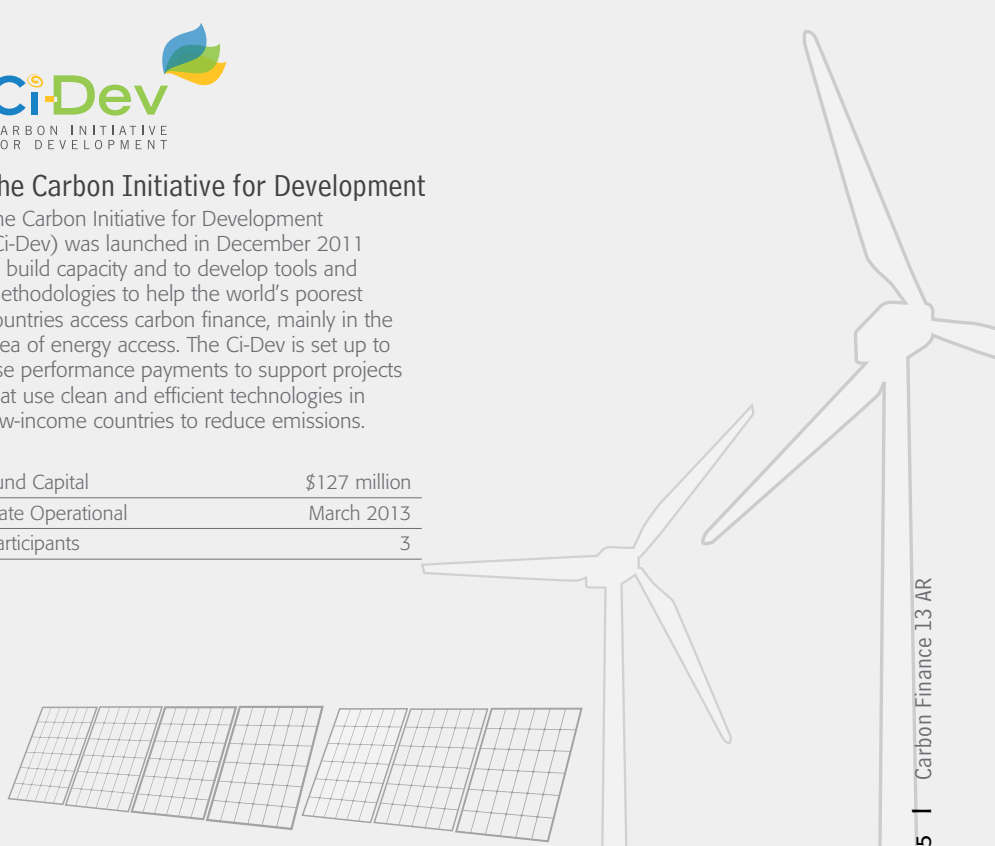 Ci-Dev
ARBON INITIATIVE
OR DEVELOPMENT
he Carbon Initiative for Development
he Carbon Initiative for Development
Ci-Dev) was launched in December 2011
build capacity and to develop tools and
ethodologies to help the world's poorest
ountries access carbon finance, mainly in the
ea of energy access. The Ci-Dev is set up to
se performance payments to support projects
at use clean and efficient technologies in
w-income countries to reduce emissions.
und Capital $127 million
ate Operational March 2013
articipants 3
5 | Carbon Finance 13 AR